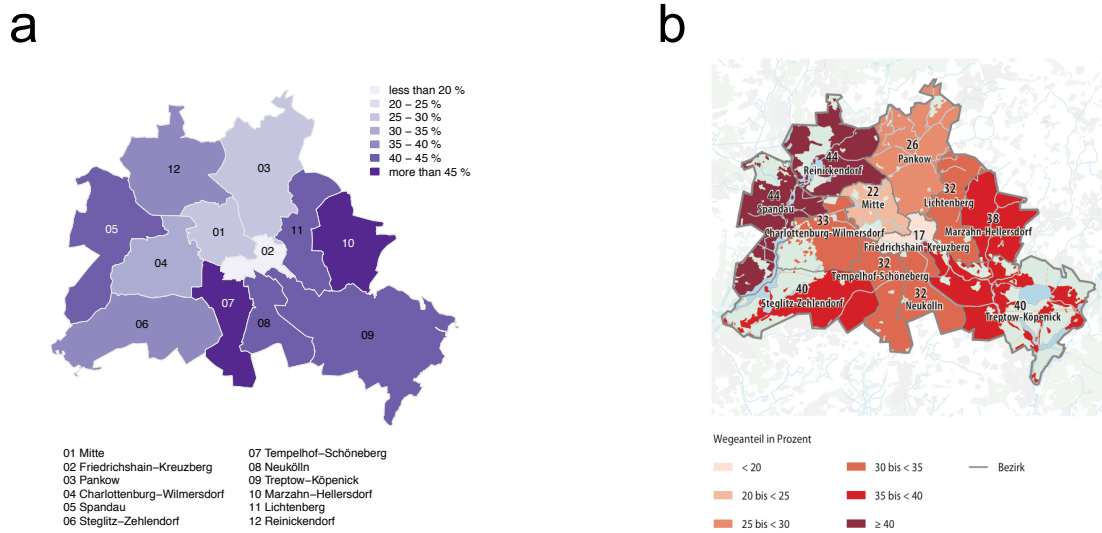 a
b
less than 20 %
20 – 25 %
25 – 30 %
30 – 35 %
35 – 40 %
40 – 45 %
more than 45 %
12
03
05
01
11
10
02
04
07
06
08
09
01 Mitte
02 Friedrichshain–Kreuzberg
03 Pankow
04 Charlottenburg–Wilmersdorf
05 Spandau
06 Steglitz–Zehlendorf
07 Tempelhof–Schöneberg
08 Neukölln
09 Treptow–Köpenick
10 Marzahn–Hellersdorf
11 Lichtenberg
12 Reinickendorf
26
Pankow
44
Reinickendorf
22
Mitte
32
Lichtenberg
44
Spandau
33
Charlottenburg-Wilmersdorf
38
Marzahn-Hellersdorf
17
Friedrichshain-Kreuzberg
32
Tempelhof-Schöneberg
40
Steglitz-Zehlendorf
32
Neukölln
40
Treptow-Köpenick
Wegeanteil in Prozent
< 20
20 bis < 25
25 bis < 30
30 bis < 35
35 bis < 40
≥ 40
Bezirk